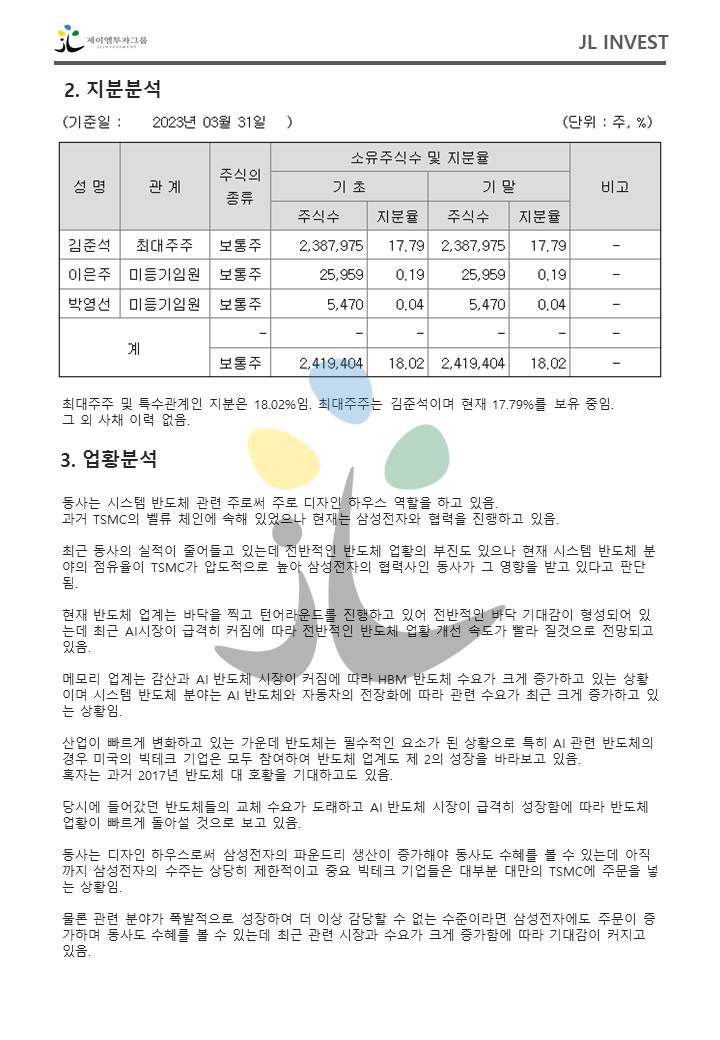 제이엘투자그룹
JLINVESTMENT
JL INVEST
2. 지분분석
(기준일 : 2023년 03월 31일 )
(단위 : 주, %)
성 명 관 계 주식의 종류 소유주식수 및 지분율 비고
기 초 기 말
주식수 지분율 주식수 지분율
김준석 최대주주 보통주 2,387,975 17.79 2,387,975 17.79 -
이은주 미등기임원 보통주 25,959 0.19 25,959 0.19 -
박영선 미등기임원 보통주 5,470 0.04 5,470 0.04 -
계 - - - - - -
보통주 2,419,404 18.02 2,419,404 18.02 -
최대주주 및 특수관계인 지분은 18.02%임. 최대주주는 김준석이며 현재 17.79%를 보유 중임.
그 외 사채 이력 없음.
3. 업황분석
동사는 시스템 반도체 관련 주로써 주로 디자인 하우스 역할을 하고 있음.
과거 TSMC의 밸류 체인에 속해 있었으나 현재는 삼성전자와 협력을 진행하고 있음.
최근 동사의 실적이 줄어들고 있는데 전반적인 반도체 업황의 부진도 있으나 현재 시스템 반도체 분
야의 점유율이 TSMC가 압도적으로 높아 삼성전자의 협력사인 동사가 그 영향을 받고 있다고 판단
됨.
현재 반도체 업계는 바닥을 찍고 턴어라운드를 진행하고 있어 전반적인 바닥 기대감이 형성되어 있
는데 최근 AI시장이 급격히 커짐에 따라 전반적인 반도체 업황 개선 속도가 빨라 질것으로 전망되고
있음.
메모리 업계는 감산과 AI 반도체 시장이 커짐에 따라 HBM 반도체 수요가 크게 증가하고 있는 상황
이며 시스템 반도체 분야는 AI 반도체와 자동차의 전장화에 따라 관련 수요가 최근 크게 증가하고 있
는 상황임.
산업이 빠르게 변화하고 있는 가운데 반도체는 필수적인 요소가 된 상황으로 특히 AI 관련 반도체의
경우 미국의 빅테크 기업은 모두 참여하여 반도체 업계도 제 2의 성장을 바라보고 있음.
혹자는 과거 2017년 반도체 대 호황을 기대하고도 있음.
당시에 들어갔던 반도체들의 교체 수요가 도래하고 AI 반도체 시장이 급격히 성장함에 따라 반도체
업황이 빠르게 돌아설 것으로 보고 있음.
동사는 디자인 하우스로써 삼성전자의 파운드리 생산이 증가해야 동사도 수혜를 볼 수 있는데 아직
까지 삼성전자의 수주는 상당히 제한적이고 중요 빅테크 기업들은 대부분 대만의 TSMC에 주문을 넣
는 상황임.
물론 관련 분야가 폭발적으로 성장하여 더 이상 감당할 수 없는 수준이라면 삼성전자에도 주문이 증
가하며 동사도 수혜를 볼 수 있는데 최근 관련 시장과 수요가 크게 증가함에 따라 기대감이 커지고
있음.